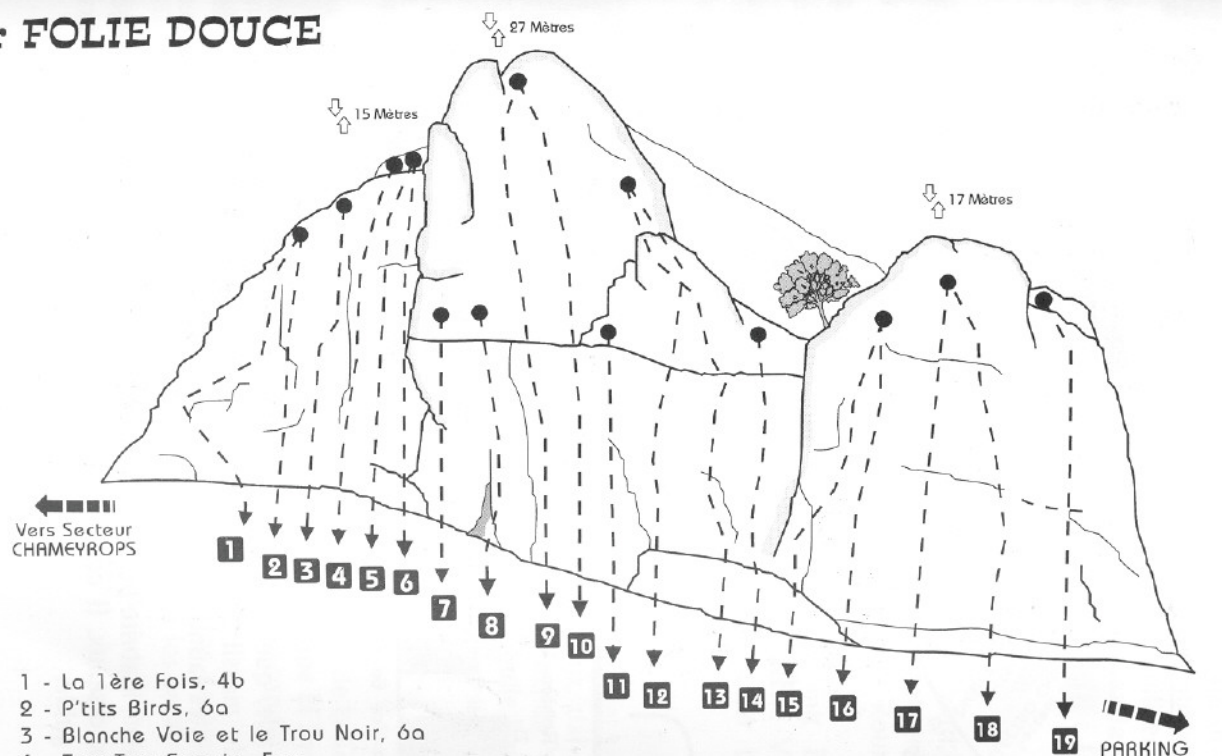 FOLIE DOUCE
27 Mètres
15 Mètres
17 Mètres
Vers Secteur
CHAMEYROPS
1
2
3
4
5
6
7
8
9
10
11
12
13
14
15
16
17
18
19
PARKING
1 - La 1ère Fois, 4b
2 - P'tits Birds, 6a
3 - Blanche Voie et le Trou Noir, 6a